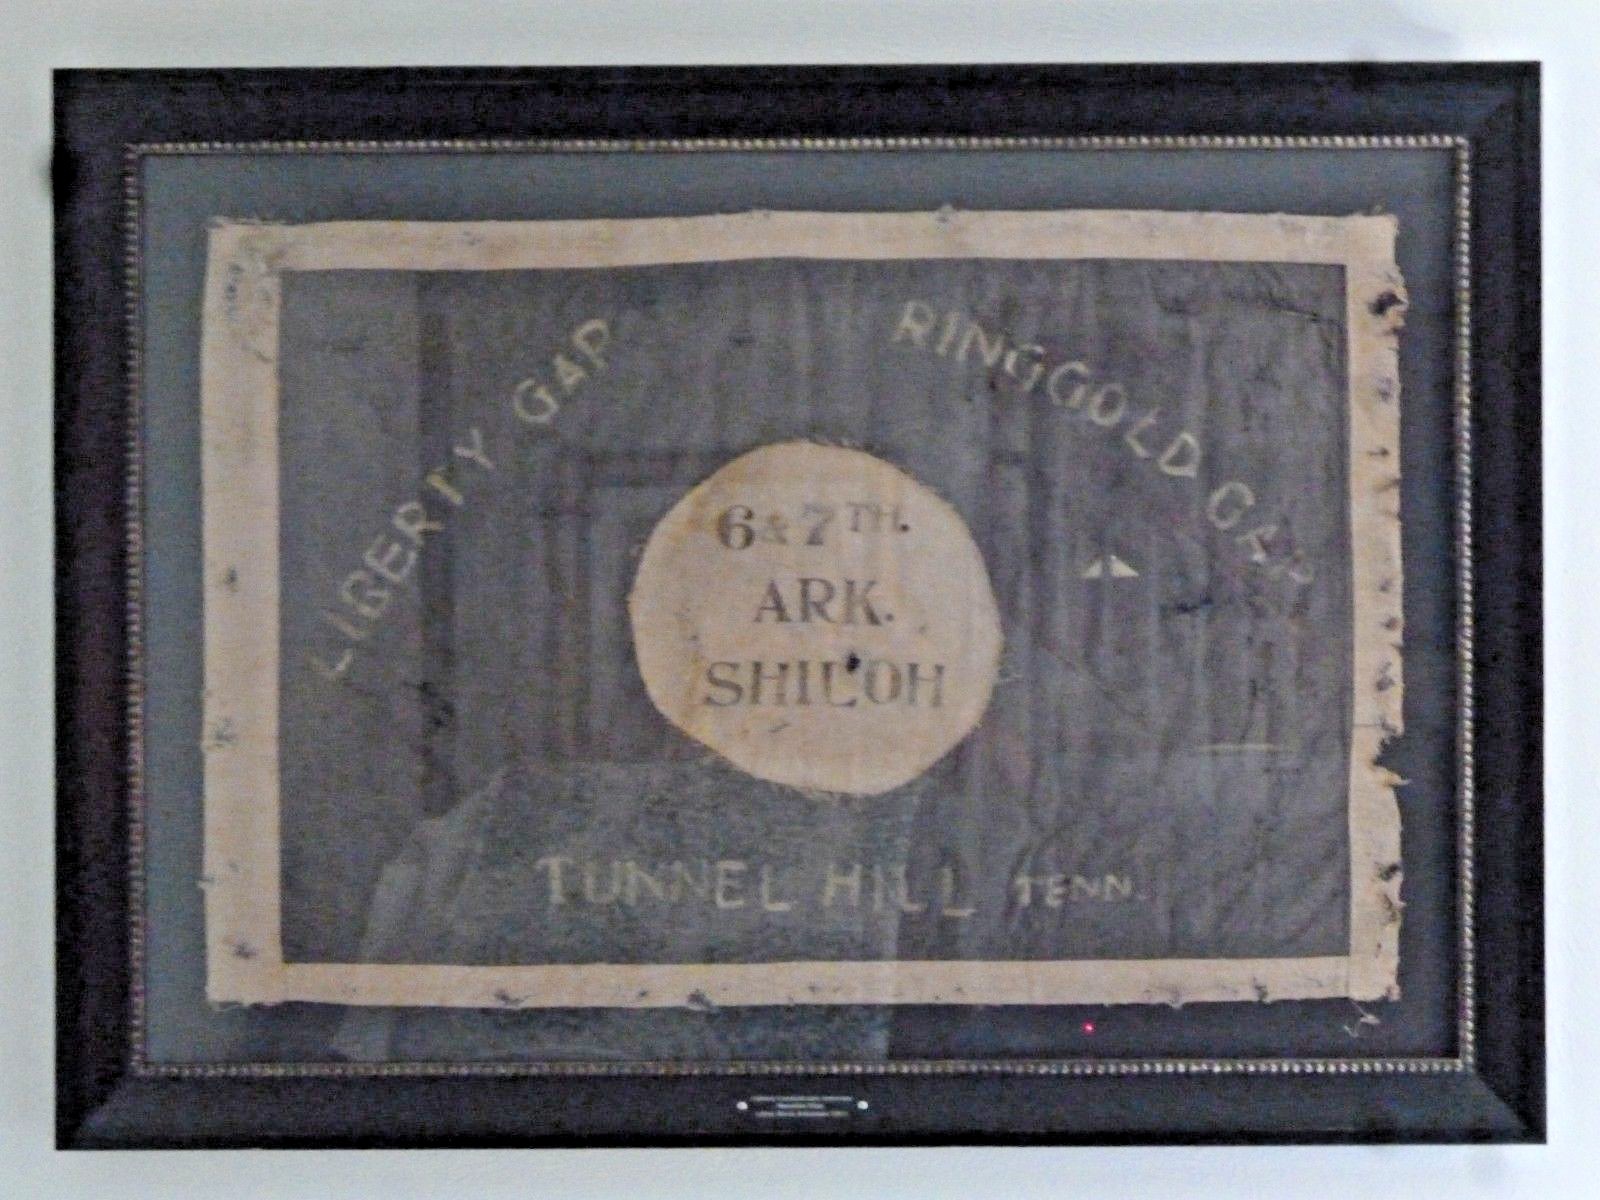 LIBERTY GAP
RINGGOLD GAP
6 & 7TH.
ARK.
SHILOH
TUNNEL HILL TENN.